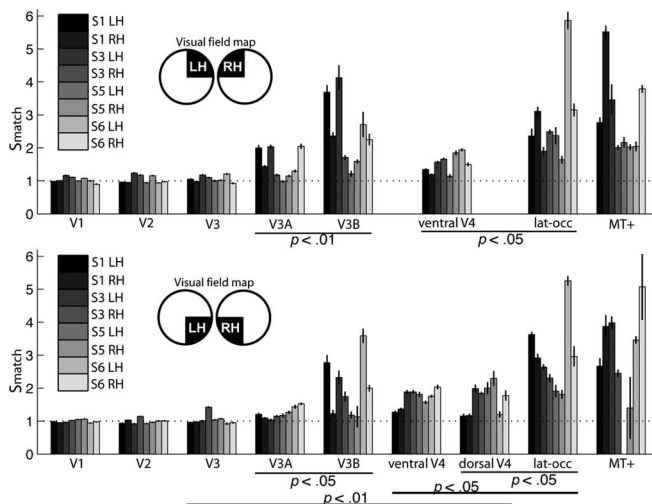 6
5
4
3
2
1
0
Smatch
S1 LH
S1 RH
S3 LH
S3 RH
S5 LH
S5 RH
S6 LH
S6 RH
Visual field map
LH RH
V1 V2 V3 V3A V3B ventral V4 lat-occ MT+
p < .01 p < .05
6
5
4
3
2
1
0
Smatch
S1 LH
S1 RH
S3 LH
S3 RH
S5 LH
S5 RH
S6 LH
S6 RH
Visual field map
LH RH
V1 V2 V3 V3A V3B ventral V4 dorsal V4 lat-occ MT+
p < .05 p < .05
p < .01 p < .05